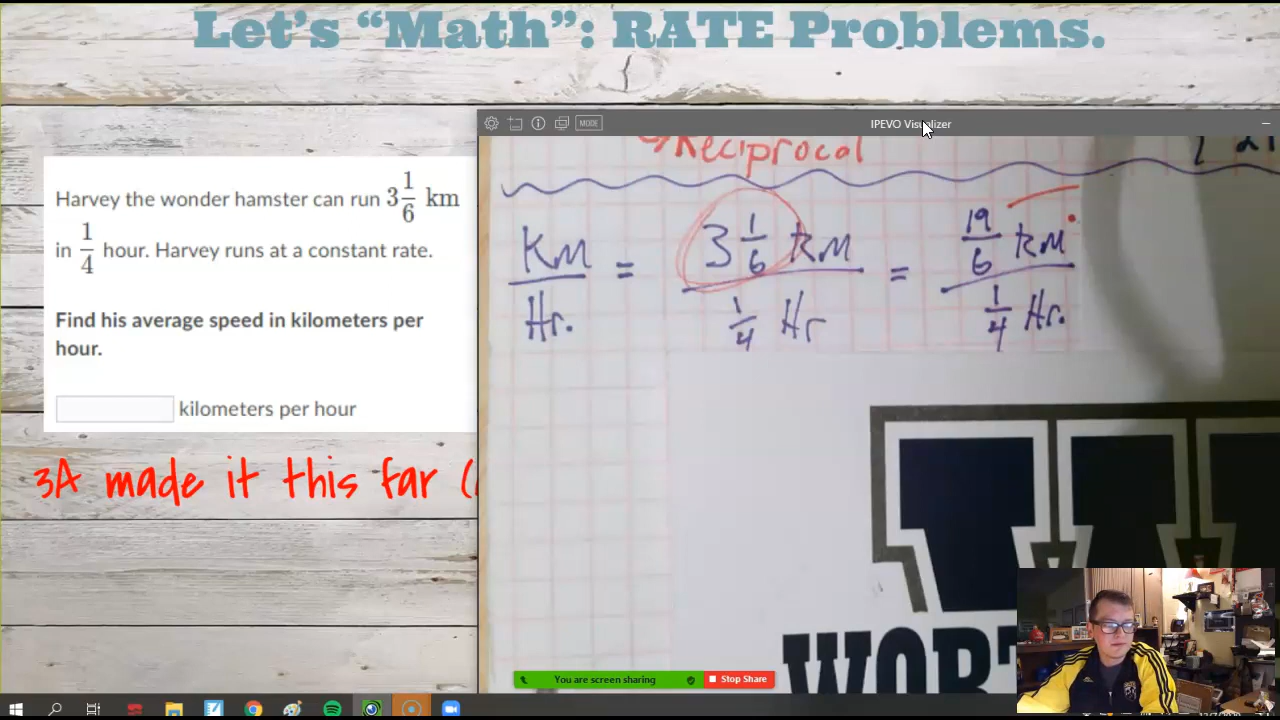 Let's "Math": RATE Problems.
IPEVO Visualizer
MODE
Reciprocal
Harvey the wonder hamster can run 3 1/6 km
in 1/4 hour. Harvey runs at a constant rate.
Find his average speed in kilometers per
hour.
kilometers per hour
KM/Hr. = 3 1/6 KM / 1/4 Hr = 19/6 KM / 1/4 Hr.
3A made it this far (
You are screen sharing
Stop Share